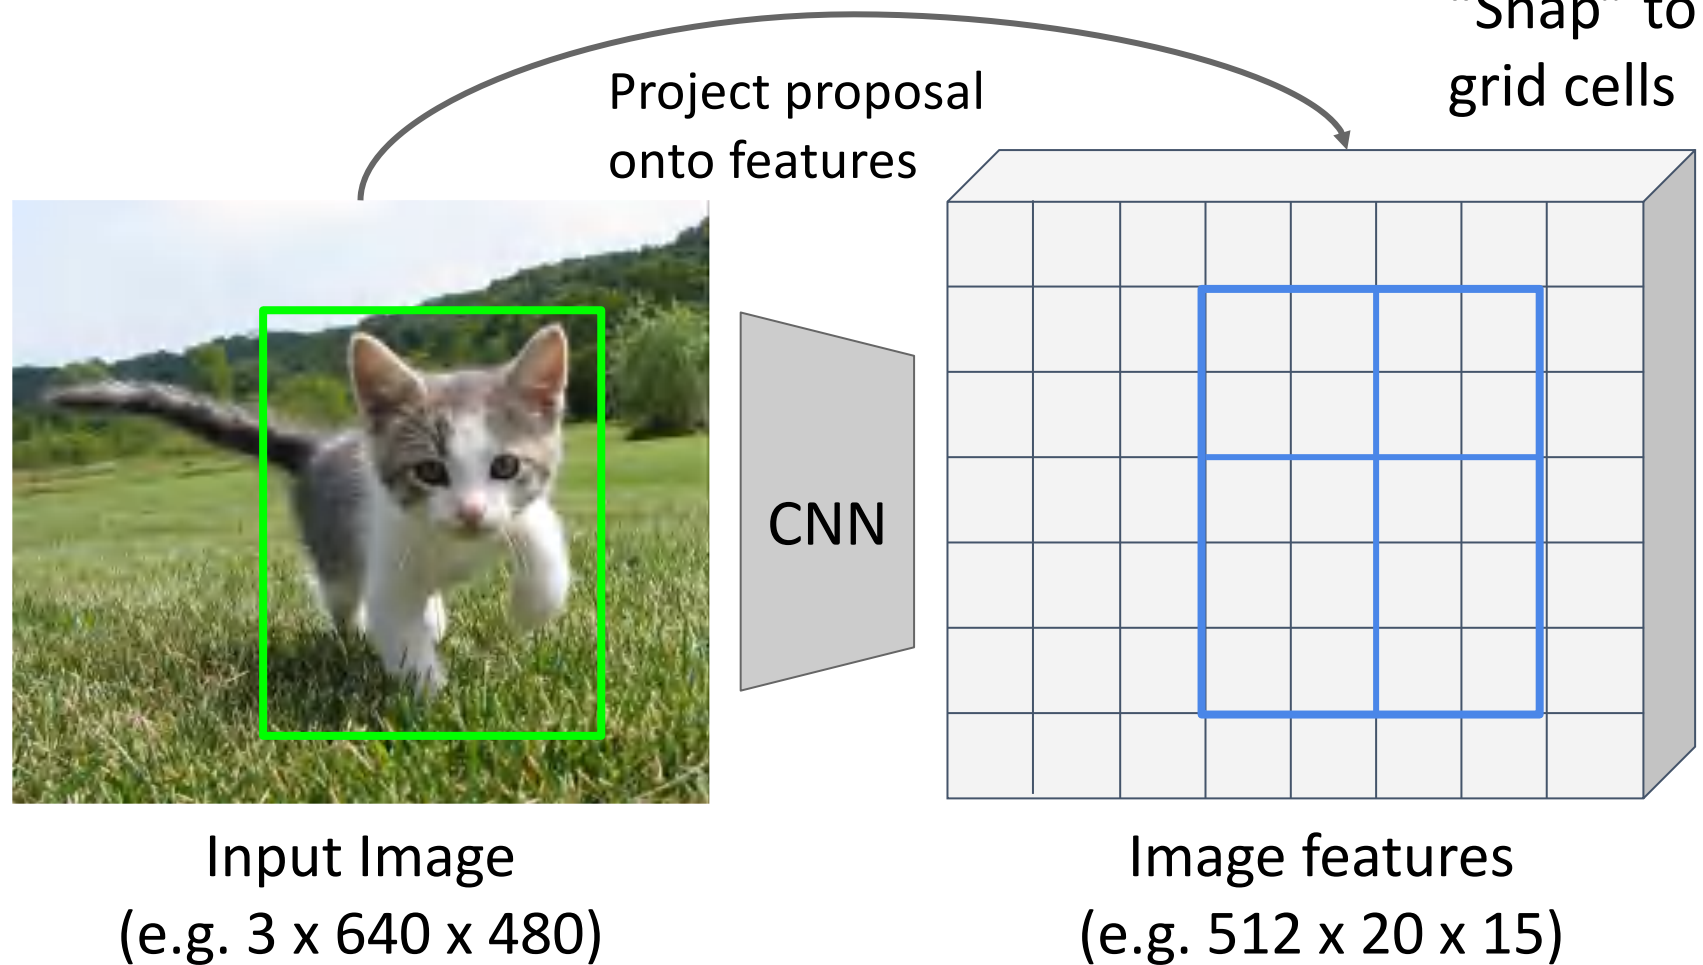 "Snap" to
grid cells
Project proposal
onto features
CNN
Input Image
(e.g. 3 x 640 x 480)
Image features
(e.g. 512 x 20 x 15)